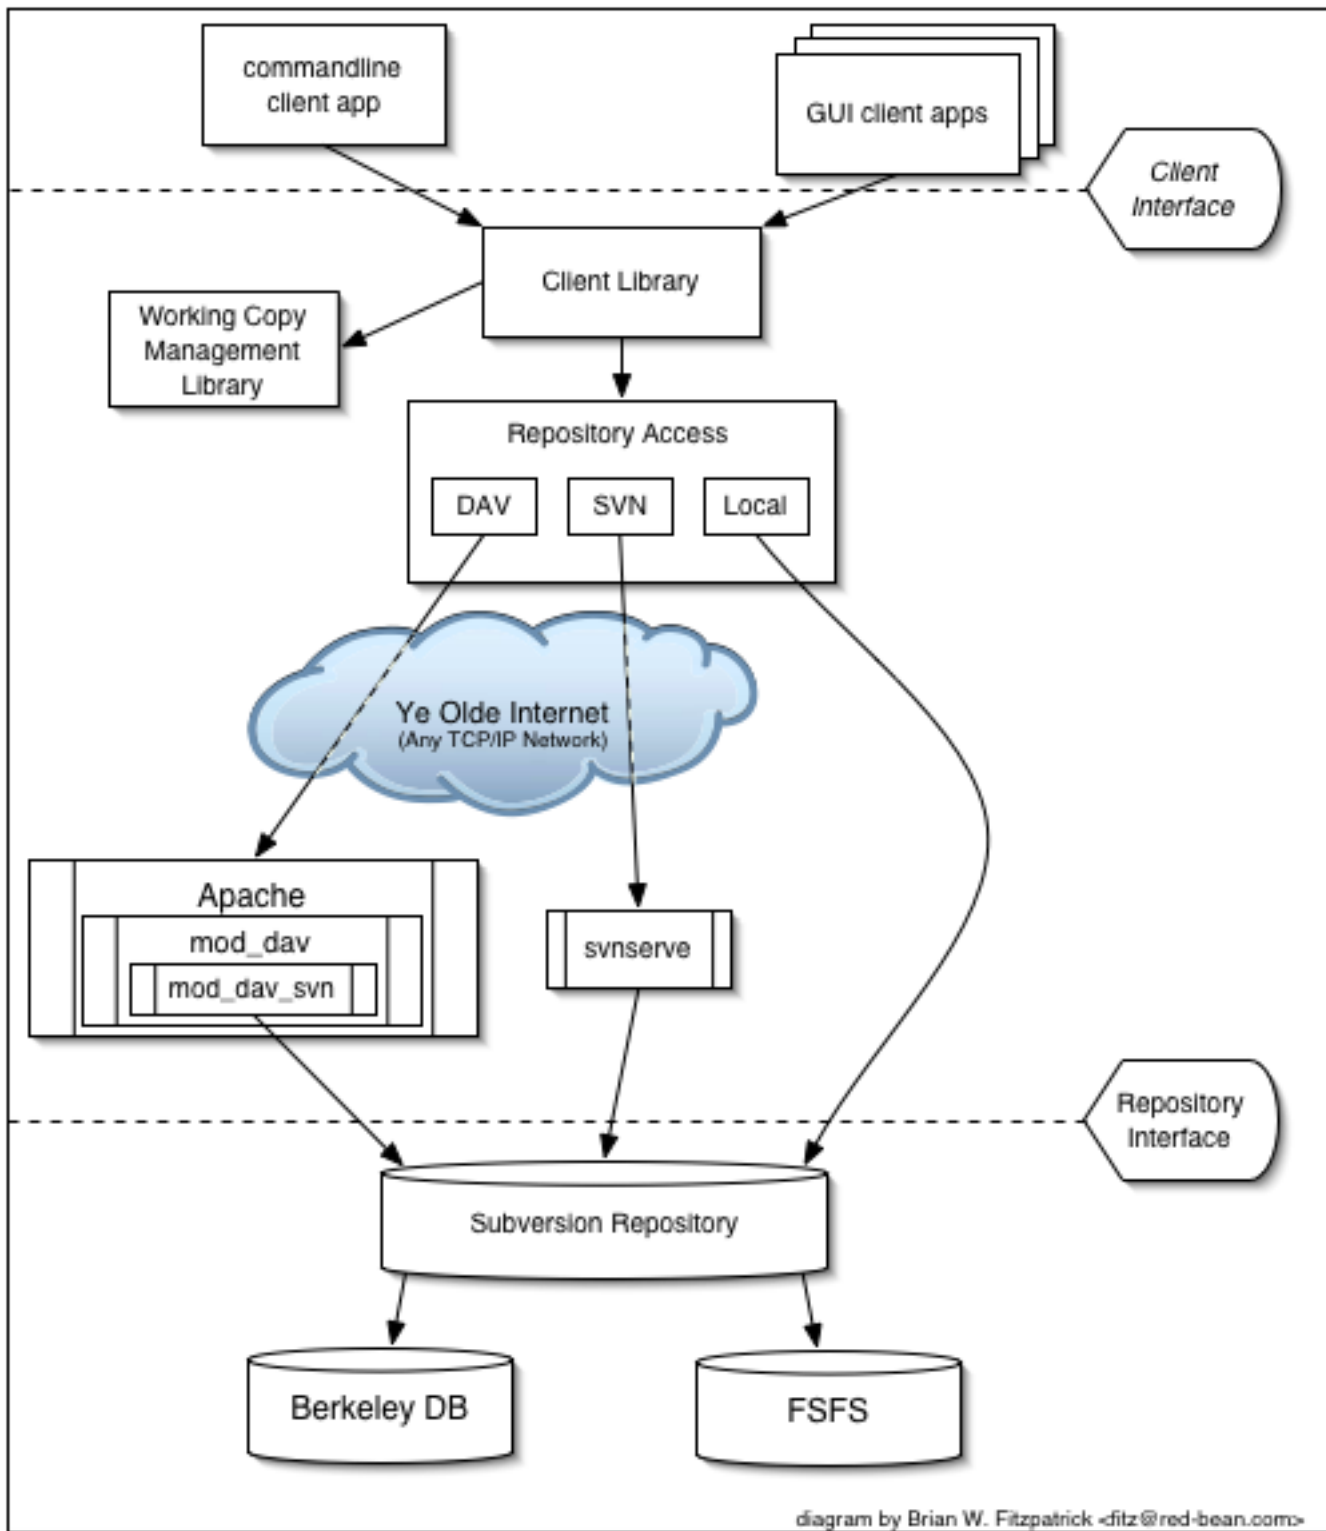 commandline
client app
GUI client apps
Client
Interface
Client Library
Working Copy
Management
Library
Repository Access
DAV
SVN
Local
Ye Olde Internet
(Any TCP/IP Network)
Apache
mod_dav
mod_dav_svn
svnserve
Repository
Interface
Subversion Repository
Berkeley DB
FSFS
diagram by Brian W. Fitzpatrick <fitz@red-bean.com>